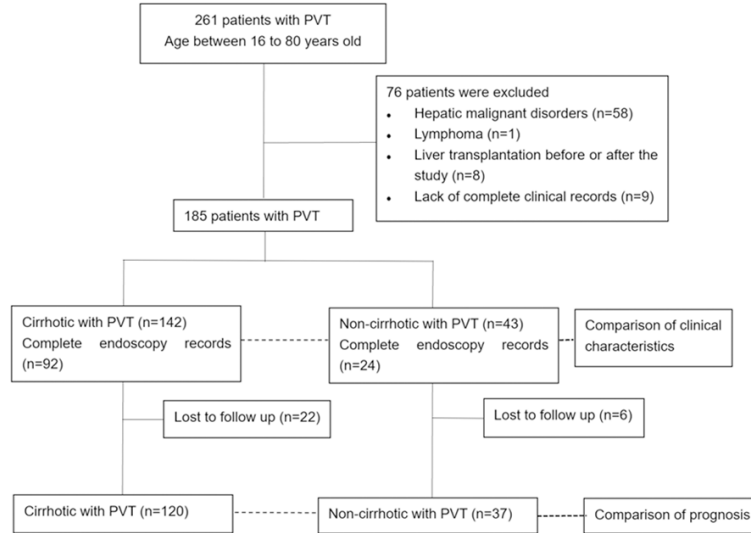 261 patients with PVT
Age between 16 to 80 years old
76 patients were excluded
• Hepatic malignant disorders (n=58)
• Lymphoma (n=1)
• Liver transplantation before or after the
study (n=8)
• Lack of complete clinical records (n=9)
185 patients with PVT
Cirrhotic with PVT (n=142)
Complete endoscopy records
(n=92)
Non-cirrhotic with PVT (n=43)
Complete endoscopy records
(n=24)
Comparison of clinical
characteristics
Lost to follow up (n=22)
Lost to follow up (n=6)
Cirrhotic with PVT (n=120)
Non-cirrhotic with PVT (n=37)
Comparison of prognosis